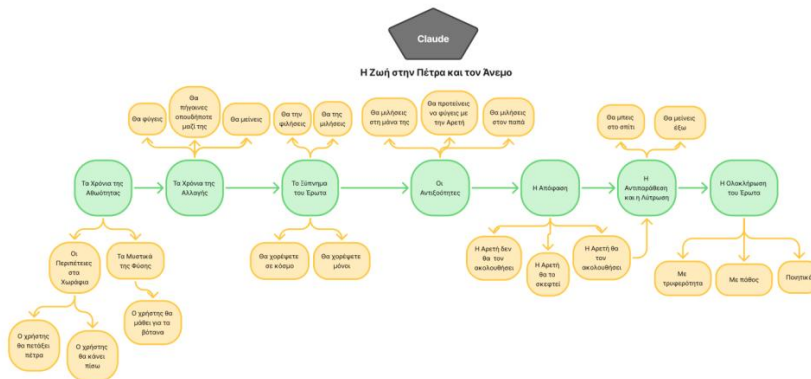 Claude
Η Ζωή στην Πέτρα και τον Άνεμο
Θα φύγεις
Θα
πήγαινες
οπουδήποτε
μαζί της
Θα μείνεις
Θα την
φιλήσεις
Θα της
μιλήσεις
Θα μιλήσεις
στη μάνα της
Θα προτείνεις
να φύγεις με
την Αρετή
Θα μιλήσεις
στον παπά
Θα μπεις
στο σπίτι
Θα μείνεις
έξω
Τα Χρόνια της
Αθωότητας
Τα Χρόνια της
Αλλαγής
Το Ξύπνημα
του Έρωτα
Οι
Αντιξοότητες
Η Απόφαση
Η
Αντιπαράθεση
και η Λύτρωση
Η Ολοκλήρωση
του Έρωτα
Οι
Περιπέτειες
στα
Χωράφια
Τα Μυστικά
της Φύσης
Θα χορέψετε
σε κόσμο
Θα χορέψετε
μόνοι
Η Αρετή δεν
θα τον
ακολουθήσει
Η Αρετή
θα το
σκεφτεί
Η Αρετή θα
τον
ακολουθήσει
Με
τρυφερότητα
Με πάθος
Ποιητικά
Ο χρήστης
θα πετάξει
πέτρα
Ο χρήστης
θα κάνει
πίσω
Ο χρήστης θα
μάθει για τα
βότανα